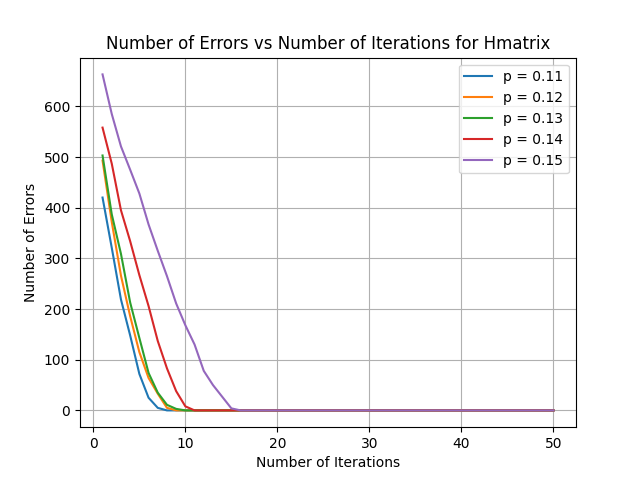 Number of Errors vs Number of Iterations for Hmatrix
p = 0.11
p = 0.12
p = 0.13
p = 0.14
p = 0.15
600
500
400
300
200
100
0
Number of Errors
0 10 20 30 40 50
Number of Iterations